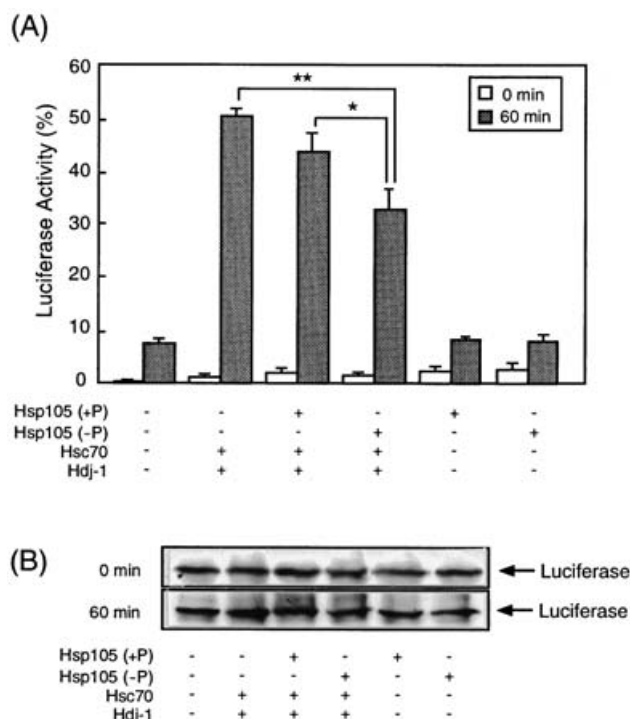 (A)
60
50
40
30
20
10
0
Luciferase Activity (%)
★★
★
0 min
60 min
Hsp105 (+P) - - + - + -
Hsp105 (−P) - - - + - +
Hsc70 - + + + - -
Hdj-1 - + + + - -
(B)
0 min ← Luciferase
60 min ← Luciferase
Hsp105 (+P) - - + - + -
Hsp105 (−P) - - - + - +
Hsc70 - + + + - -
Hdj-1 - + + + - -